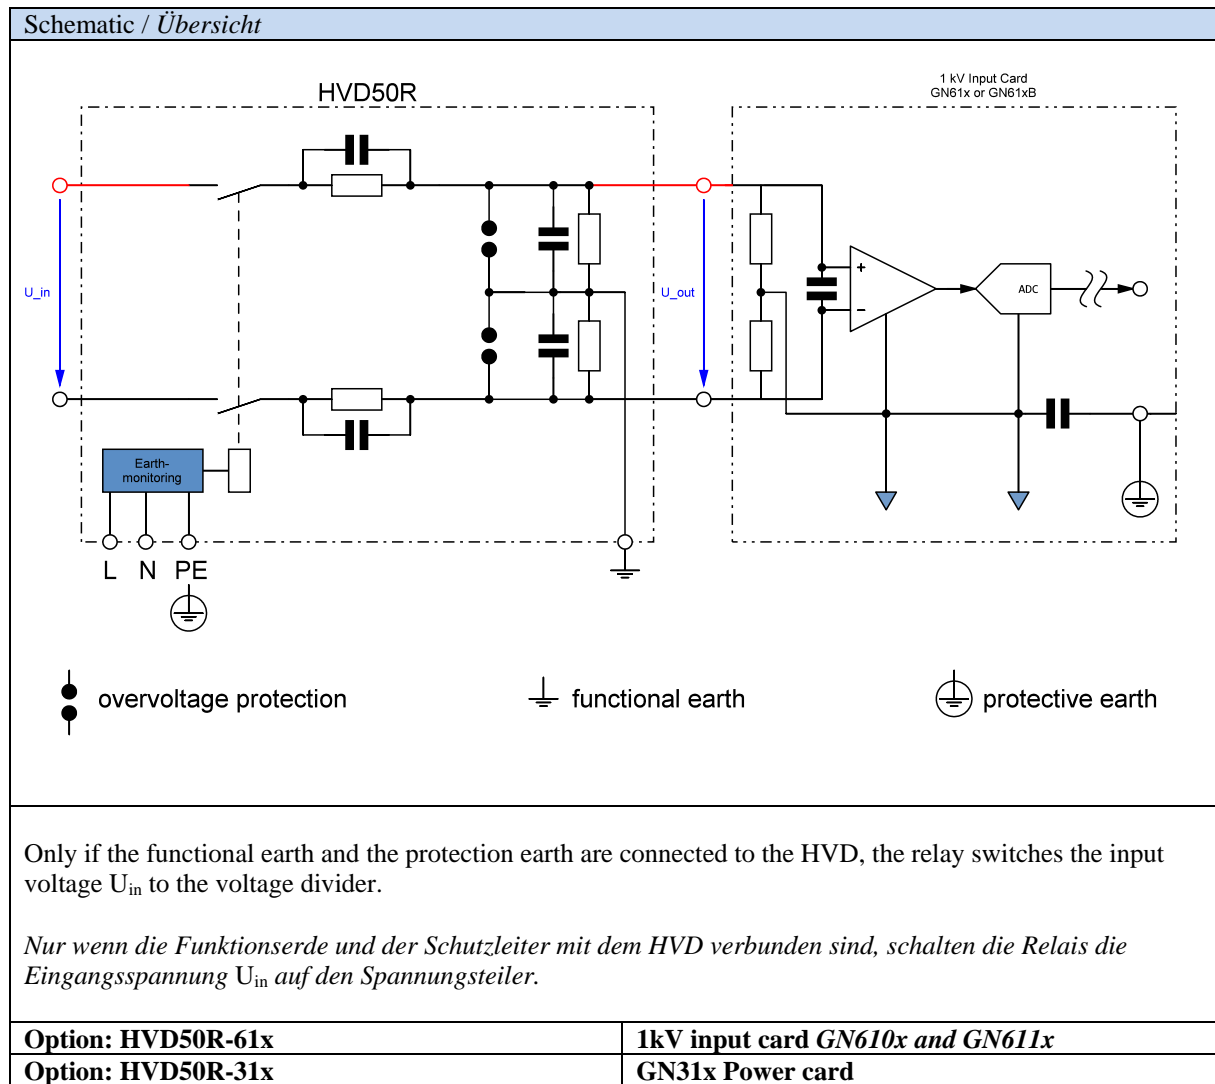 Schematic / Übersicht
HVD50R
1 kV Input Card
GN61x or GN61xB
U_in
U_out
+
−
ADC
Earth-
monitoring
L N PE
overvoltage protection
functional earth
protective earth
Only if the functional earth and the protection earth are connected to the HVD, the relay switches the input
voltage Uin to the voltage divider.
Nur wenn die Funktionserde und der Schutzleiter mit dem HVD verbunden sind, schalten die Relais die
Eingangsspannung Uin auf den Spannungsteiler.
Option: HVD50R-61x
1kV input card GN610x and GN611x
Option: HVD50R-31x
GN31x Power card